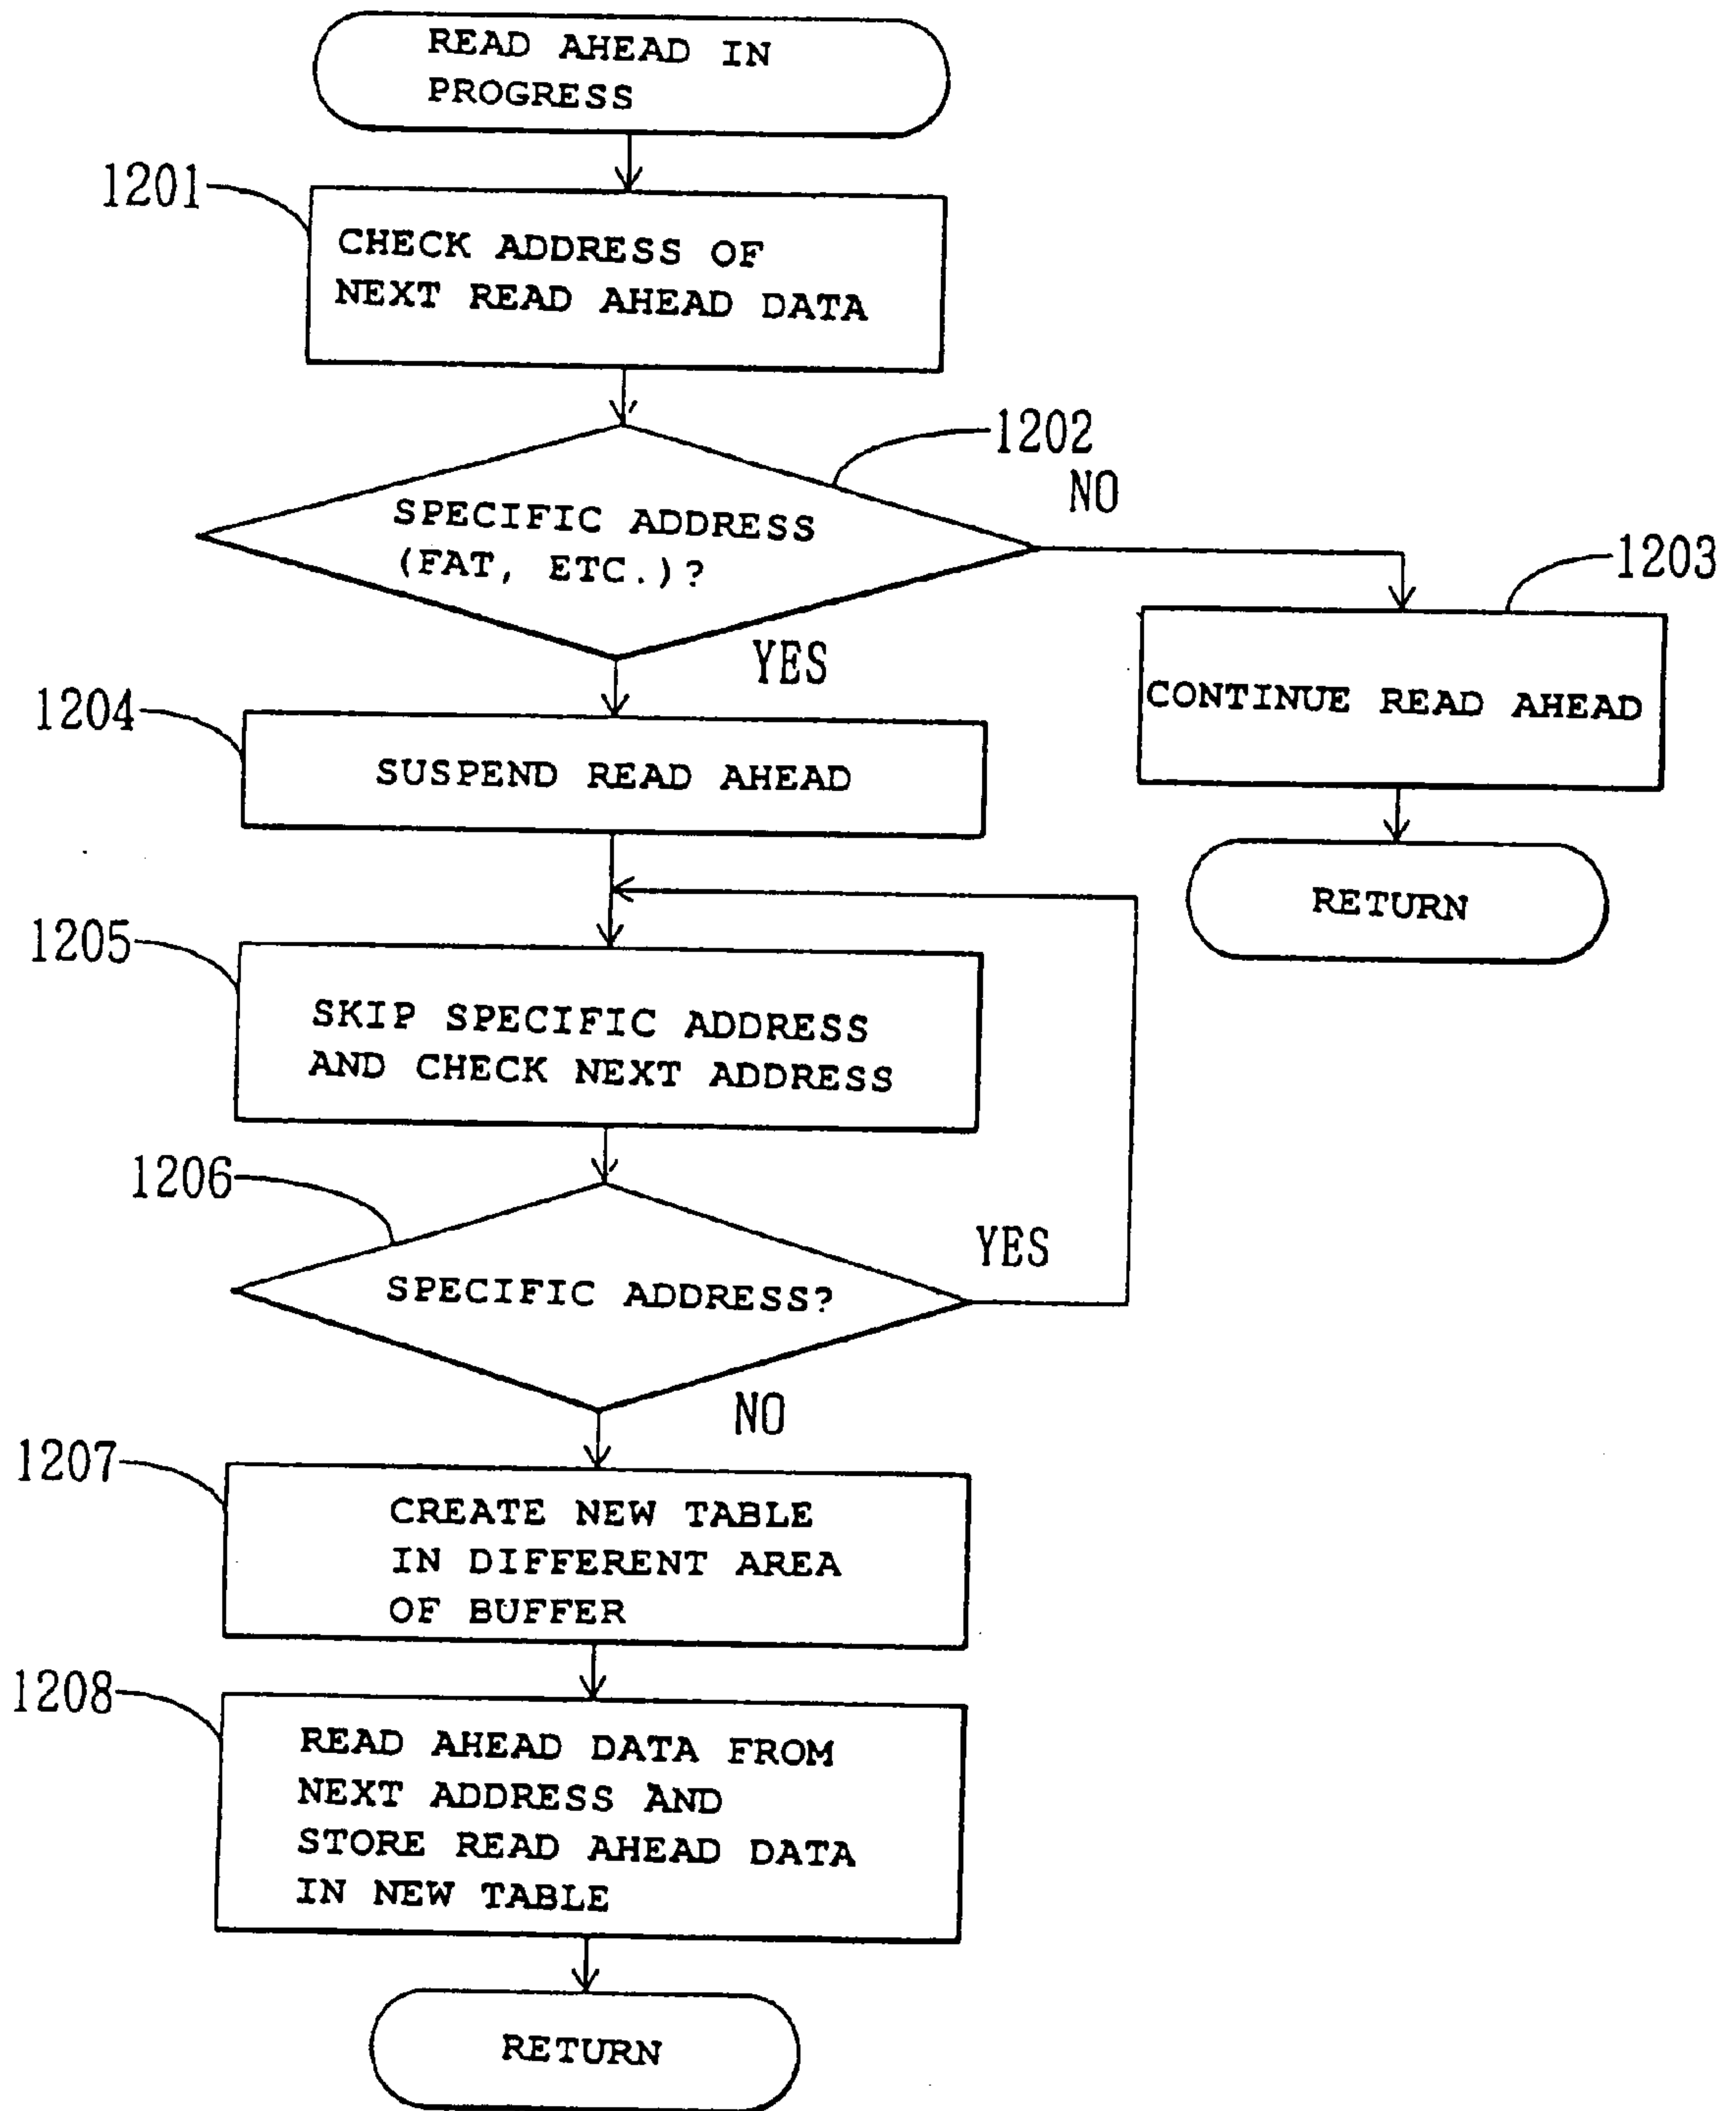 READ AHEAD IN
PROGRESS
1201
CHECK ADDRESS OF
NEXT READ AHEAD DATA
1202
NO
SPECIFIC ADDRESS
(FAT, ETC.)?
1203
YES
CONTINUE READ AHEAD
1204
SUSPEND READ AHEAD
RETURN
1205
SKIP SPECIFIC ADDRESS
AND CHECK NEXT ADDRESS
1206
YES
SPECIFIC ADDRESS?
NO
1207
CREATE NEW TABLE
IN DIFFERENT AREA
OF BUFFER
1208
READ AHEAD DATA FROM
NEXT ADDRESS AND
STORE READ AHEAD DATA
IN NEW TABLE
RETURN